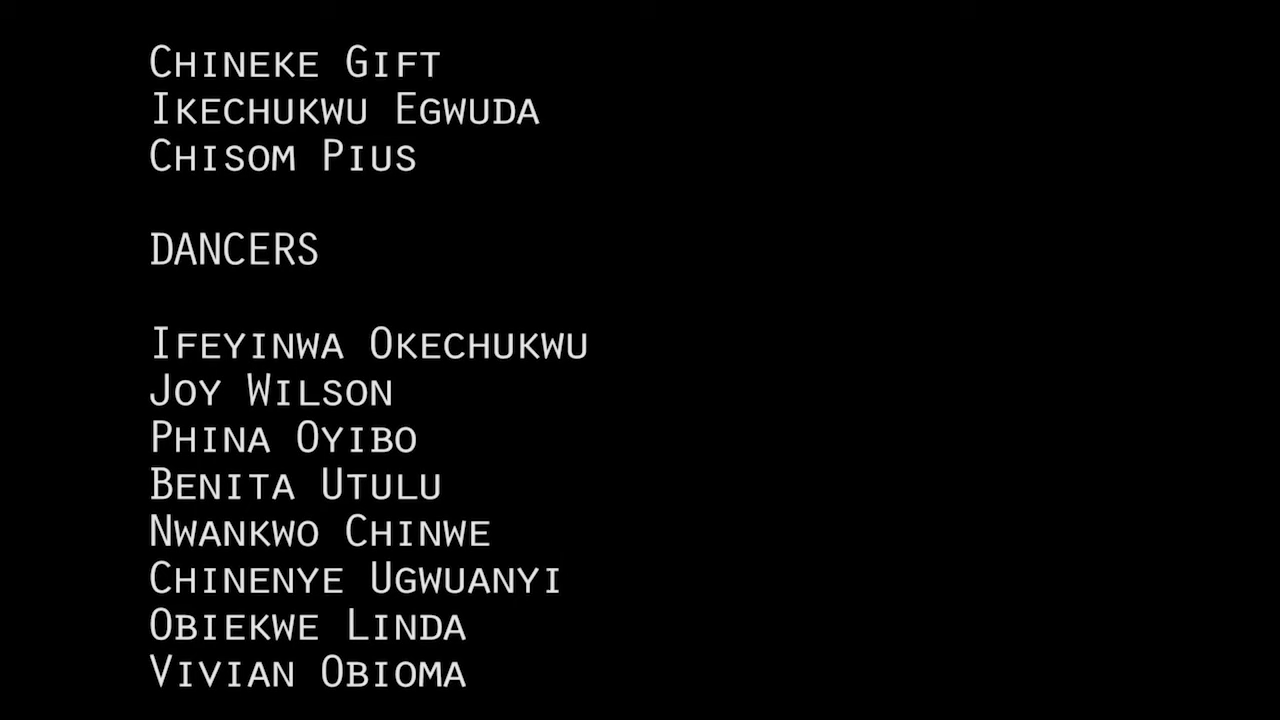 Chineke Gift
Ikechukwu Egwuda
Chisom Pius
DANCERS
Ifeyinwa Okechukwu
Joy Wilson
Phina Oyibo
Benita Utulu
Nwankwo Chinwe
Chinenye Ugwuanyi
Obiekwe Linda
Vivian Obioma